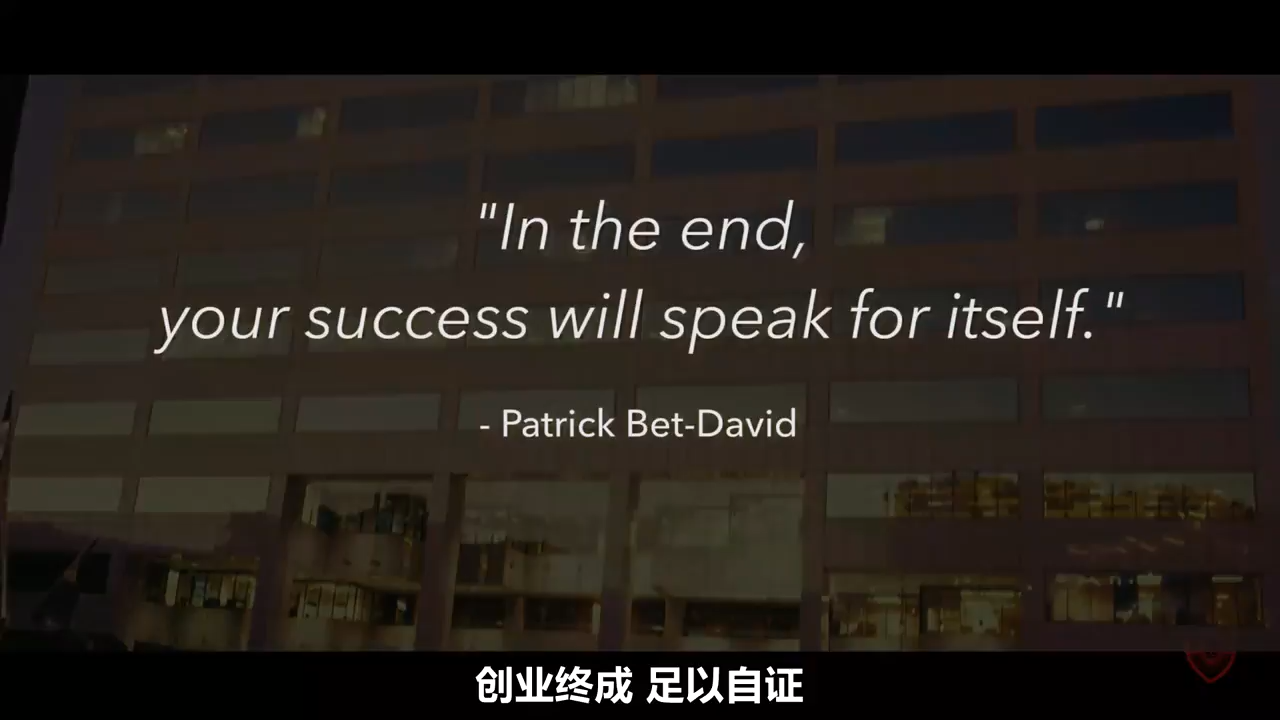 "In the end,
your success will speak for itself."
- Patrick Bet-David
创业终成 足以自证